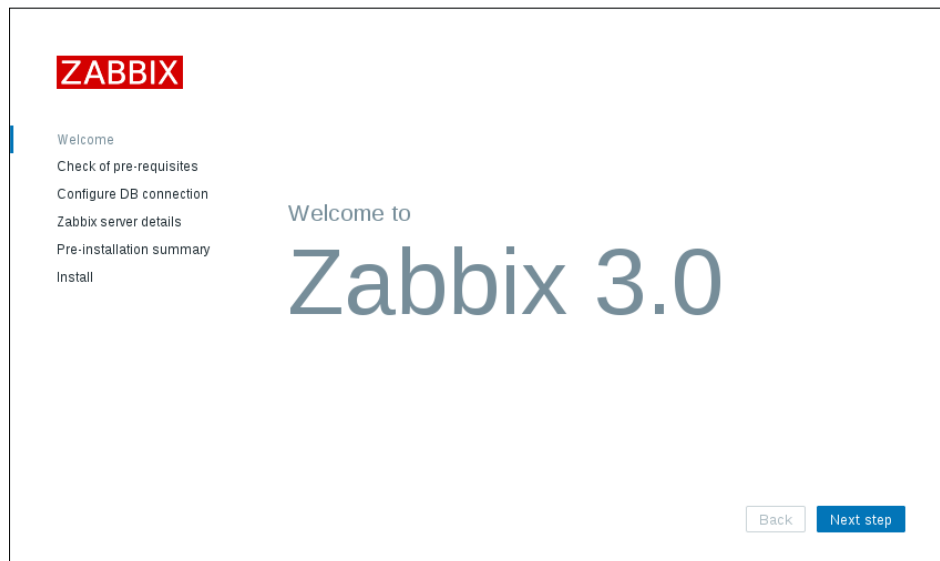 ZABBIX
Welcome
Check of pre-requisites
Configure DB connection
Zabbix server details
Pre-installation summary
Install
Welcome to
Zabbix 3.0
Back
Next step